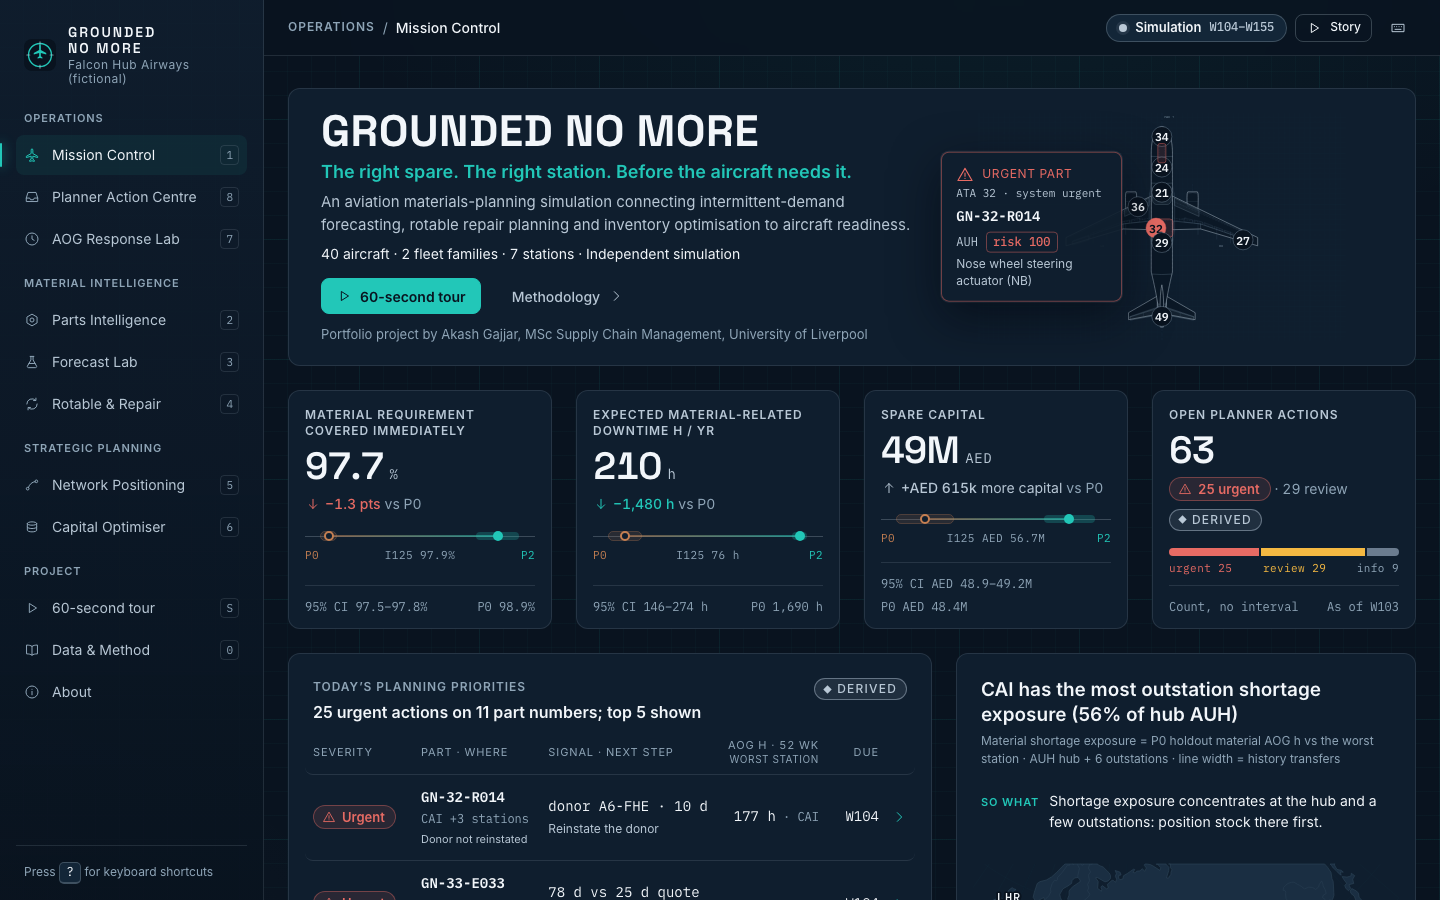 GROUNDED
NO MORE
Falcon Hub Airways
(fictional)
OPERATIONS
Mission Control 1
Planner Action Centre 8
AOG Response Lab 7
MATERIAL INTELLIGENCE
Parts Intelligence 2
Forecast Lab 3
Rotable & Repair 4
STRATEGIC PLANNING
Network Positioning 5
Capital Optimiser 6
PROJECT
60-second tour S
Data & Method 0
About
Press ? for keyboard shortcuts
OPERATIONS / Mission Control
Simulation W104–W155
Story
GROUNDED NO MORE
The right spare. The right station. Before the aircraft needs it.
An aviation materials-planning simulation connecting intermittent-demand
forecasting, rotable repair planning and inventory optimisation to aircraft readiness.
40 aircraft · 2 fleet families · 7 stations · Independent simulation
60-second tour
Methodology
Portfolio project by Akash Gajjar, MSc Supply Chain Management, University of Liverpool
URGENT PART
ATA 32 · system urgent
GN-32-R014
AUH risk 100
Nose wheel steering
actuator (NB)
34
24
21
36
32
29
27
49
MATERIAL REQUIREMENT
COVERED IMMEDIATELY
97.7 %
↓ −1.3 pts vs P0
P0 I125 97.9% P2
95% CI 97.5–97.8% P0 98.9%
EXPECTED MATERIAL-RELATED
DOWNTIME H / YR
210 h
↓ −1,480 h vs P0
P0 I125 76 h P2
95% CI 146–274 h P0 1,690 h
SPARE CAPITAL
49M AED
↑ +AED 615k more capital vs P0
P0 I125 AED 56.7M P2
95% CI AED 48.9–49.2M
P0 AED 48.4M
OPEN PLANNER ACTIONS
63
25 urgent · 29 review
◆ DERIVED
urgent 25 review 29 info 9
Count, no interval As of W103
TODAY'S PLANNING PRIORITIES
◆ DERIVED
25 urgent actions on 11 part numbers; top 5 shown
SEVERITY PART · WHERE SIGNAL · NEXT STEP AOG H · 52 WK DUE
WORST STATION
GN-32-R014
Urgent CAI +3 stations donor A6-FHE · 10 d 177 h · CAI W104
Donor not reinstated Reinstate the donor
GN-33-E033
78 d vs 25 d quote
CAI has the most outstation shortage
exposure (56% of hub AUH)
Material shortage exposure = P0 holdout material AOG h vs the worst
station · AUH hub + 6 outstations · line width = history transfers
SO WHAT Shortage exposure concentrates at the hub and a
few outstations: position stock there first.
LHR